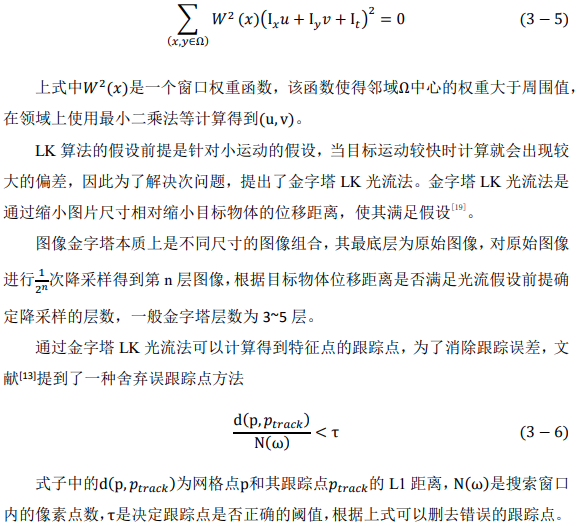 ∑_{(x,y∈Ω)} W²(x)(I_x u + I_y v + I_t)² = 0 (3 − 5)
上式中W²(x)是一个窗口权重函数，该函数使得邻域Ω中心的权重大于周围值，
在领域上使用最小二乘法等计算得到(u, v)。
LK 算法的假设前提是针对小运动的假设，当目标运动较快时计算就会出现较
大的偏差，因此为了解决次问题，提出了金字塔 LK 光流法。金字塔 LK 光流法是
通过缩小图片尺寸相对缩小目标物体的位移距离，使其满足假设[19]。
图像金字塔本质上是不同尺寸的图像组合，其最底层为原始图像，对原始图像
进行1/2ⁿ次降采样得到第 n 层图像，根据目标物体位移距离是否满足光流假设前提确
定降采样的层数，一般金字塔层数为 3~5 层。
通过金字塔 LK 光流法可以计算得到特征点的跟踪点，为了消除跟踪误差，文
献[13]提到了一种舍弃误跟踪点方法
d(p, p_track)/N(ω) < τ (3 − 6)
式子中的d(p, p_track)为网格点p和其跟踪点p_track的 L1 距离，N(ω)是搜索窗口
内的像素点数，τ是决定跟踪点是否正确的阈值，根据上式可以删去错误的跟踪点。